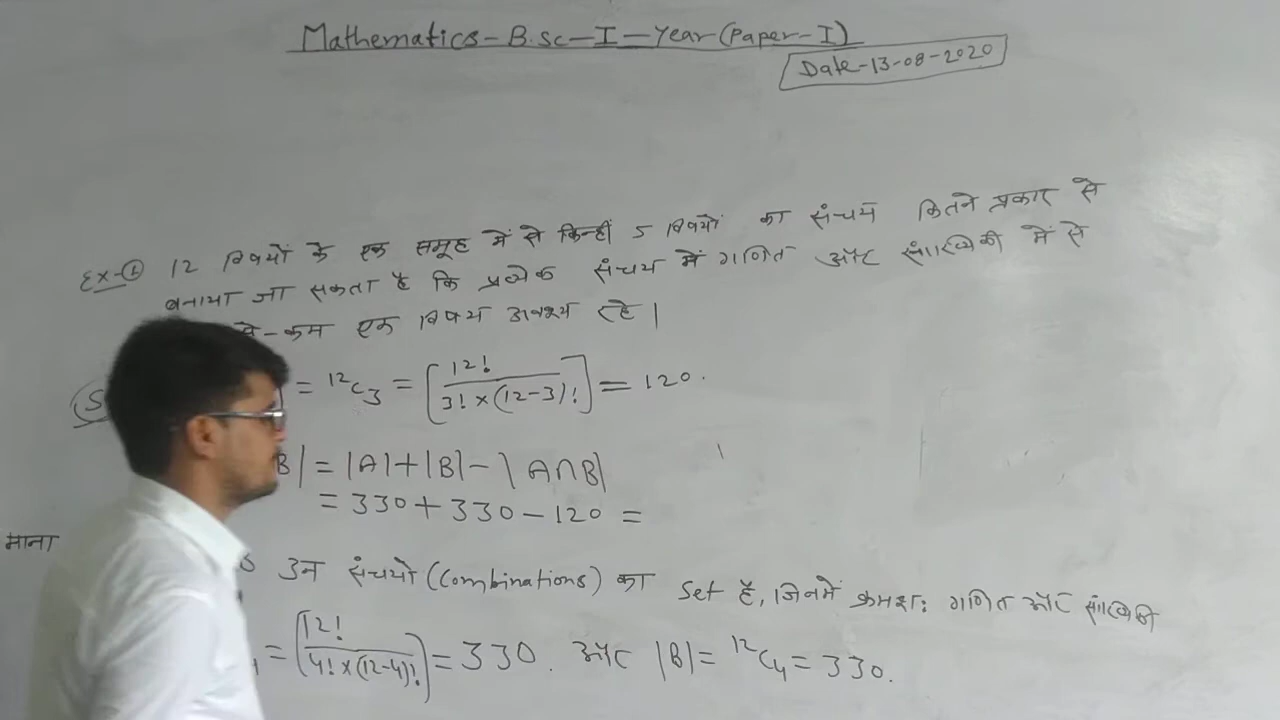 Mathematics-B.sc-I-Year(Paper-I)
Date-13-08-2020
Ex-① 12 विषयों के एक समूह में से किन्हीं 5 विषयों का संचय कितने प्रकार से
बनाया जा सकता है कि प्रत्येक संचय में गणित और सांख्यिकी में से
से-कम एक विषय अवश्य रहे।
= ¹²C₃ = [12!/3!×(12-3)!] = 120.
B| = |A|+|B|-|A∩B|
= 330+330-120 =
माना
उन संचयों (Combinations) का Set है, जिनमें क्रमशः गणित और सांख्यिकी
= [12!/4!×(12-4)!] = 330. और |B| = ¹²C₄ = 330.